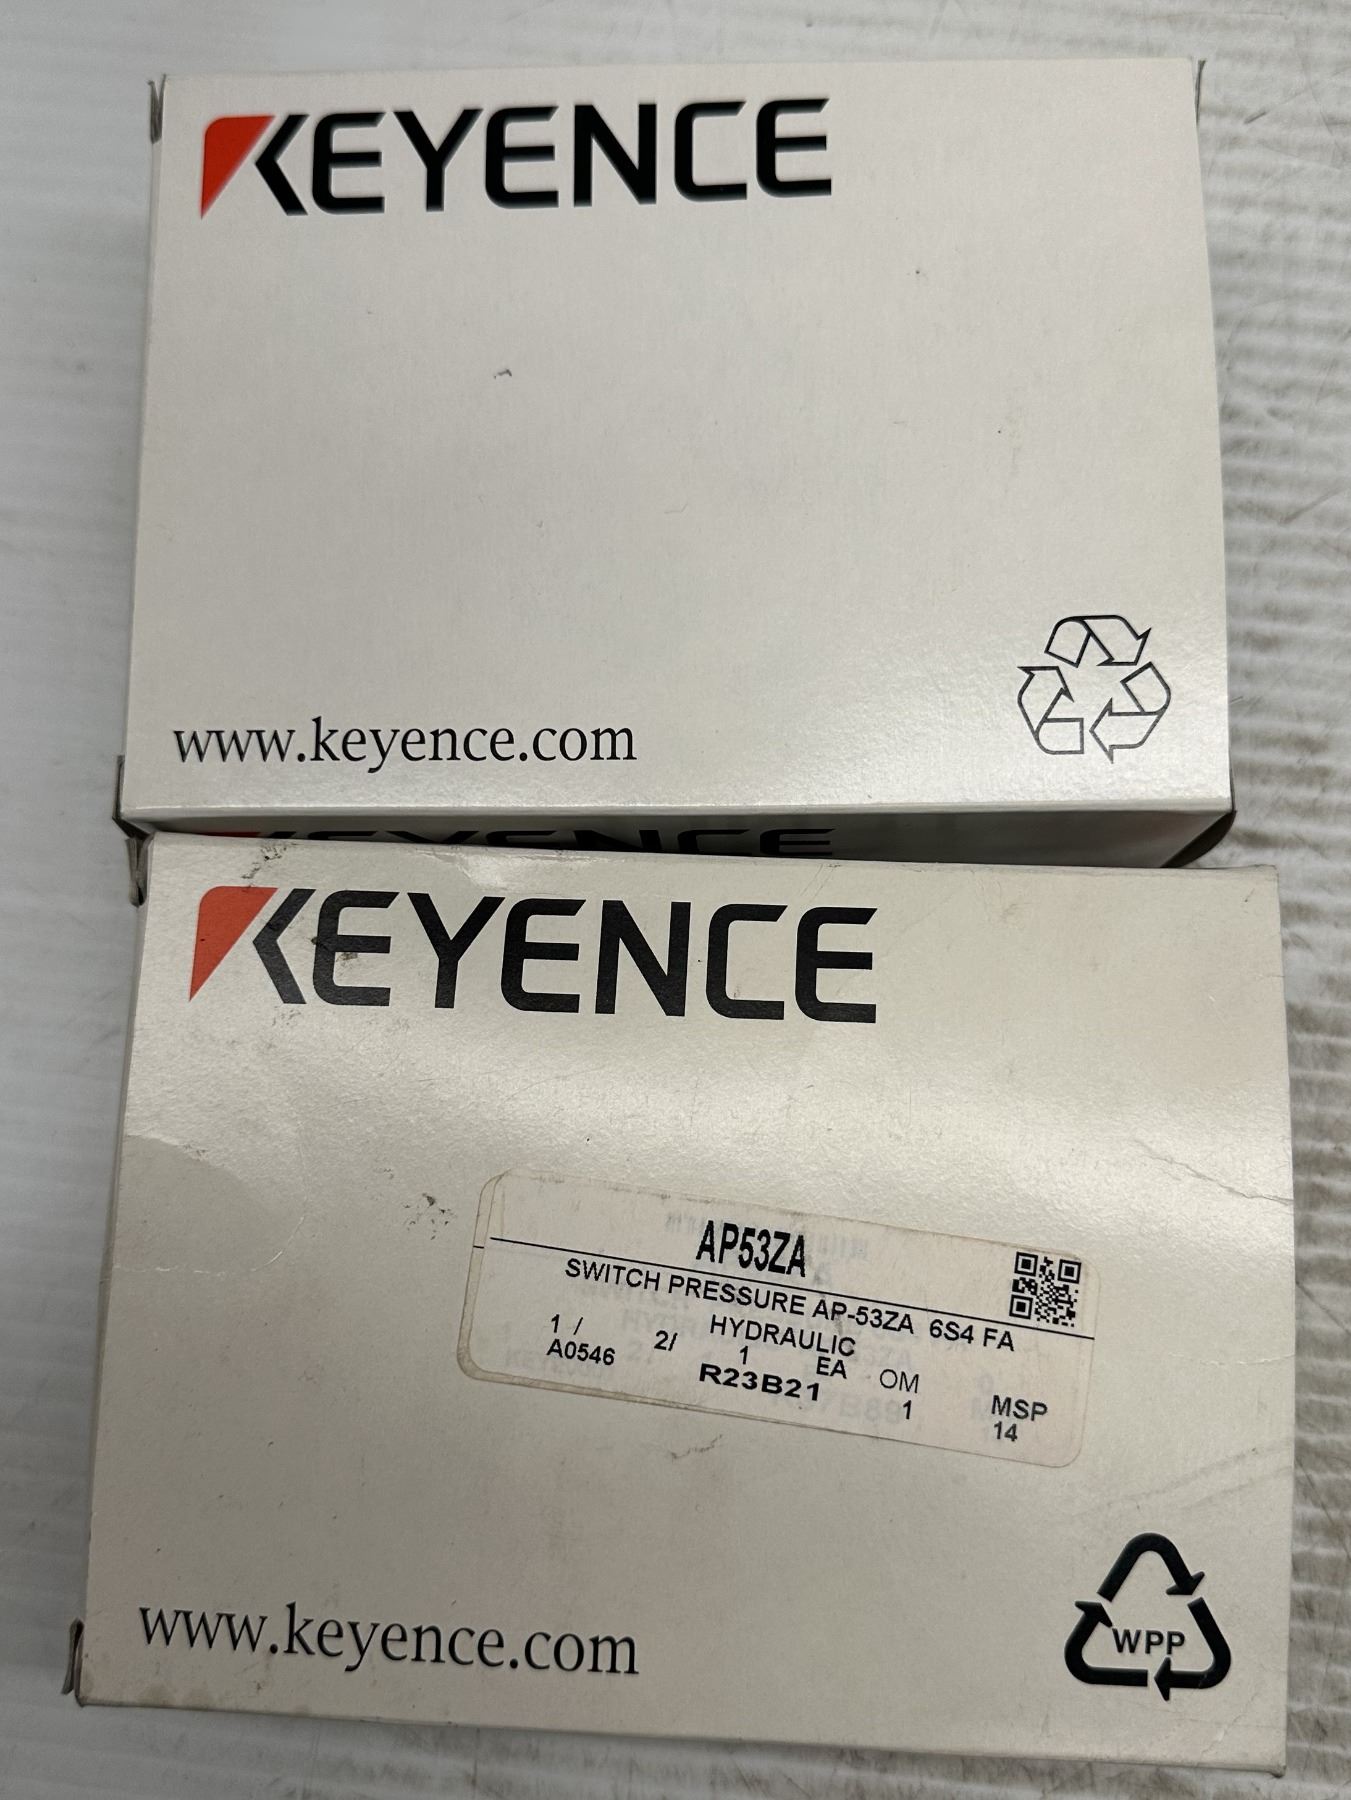 KEYENCE
www.keyence.com
KEYENCE
KEYENCE
AP53ZA
SWITCH PRESSURE AP-53ZA 6S4 FA
HYDRAULIC
1 / 2/ 1 EA OM MSP
A0546 R23B21 1 14
www.keyence.com
WPP